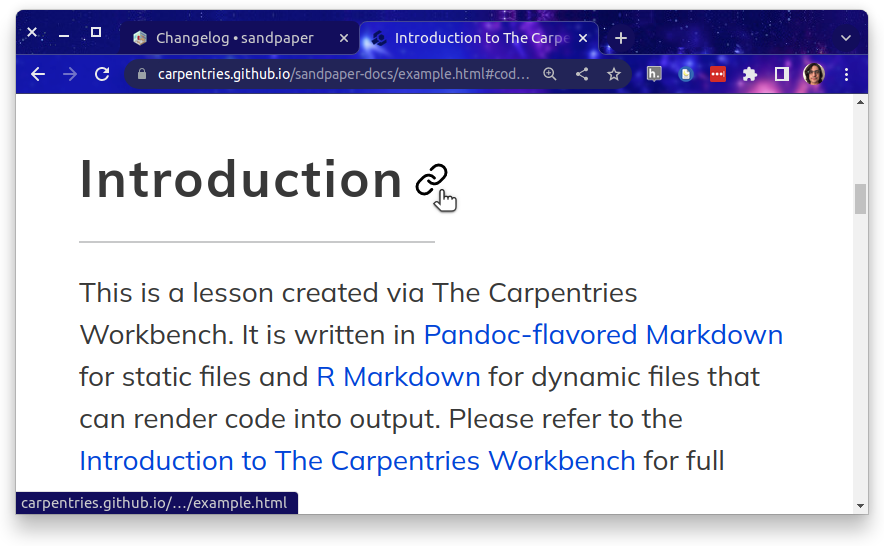 Changelog • sandpaper
Introduction to The Carpe
carpentries.github.io/sandpaper-docs/example.html#cod...
h.
Introduction
This is a lesson created via The Carpentries
Workbench. It is written in Pandoc-flavored Markdown
for static files and R Markdown for dynamic files that
can render code into output. Please refer to the
Introduction to The Carpentries Workbench for full
carpentries.github.io/.../example.html